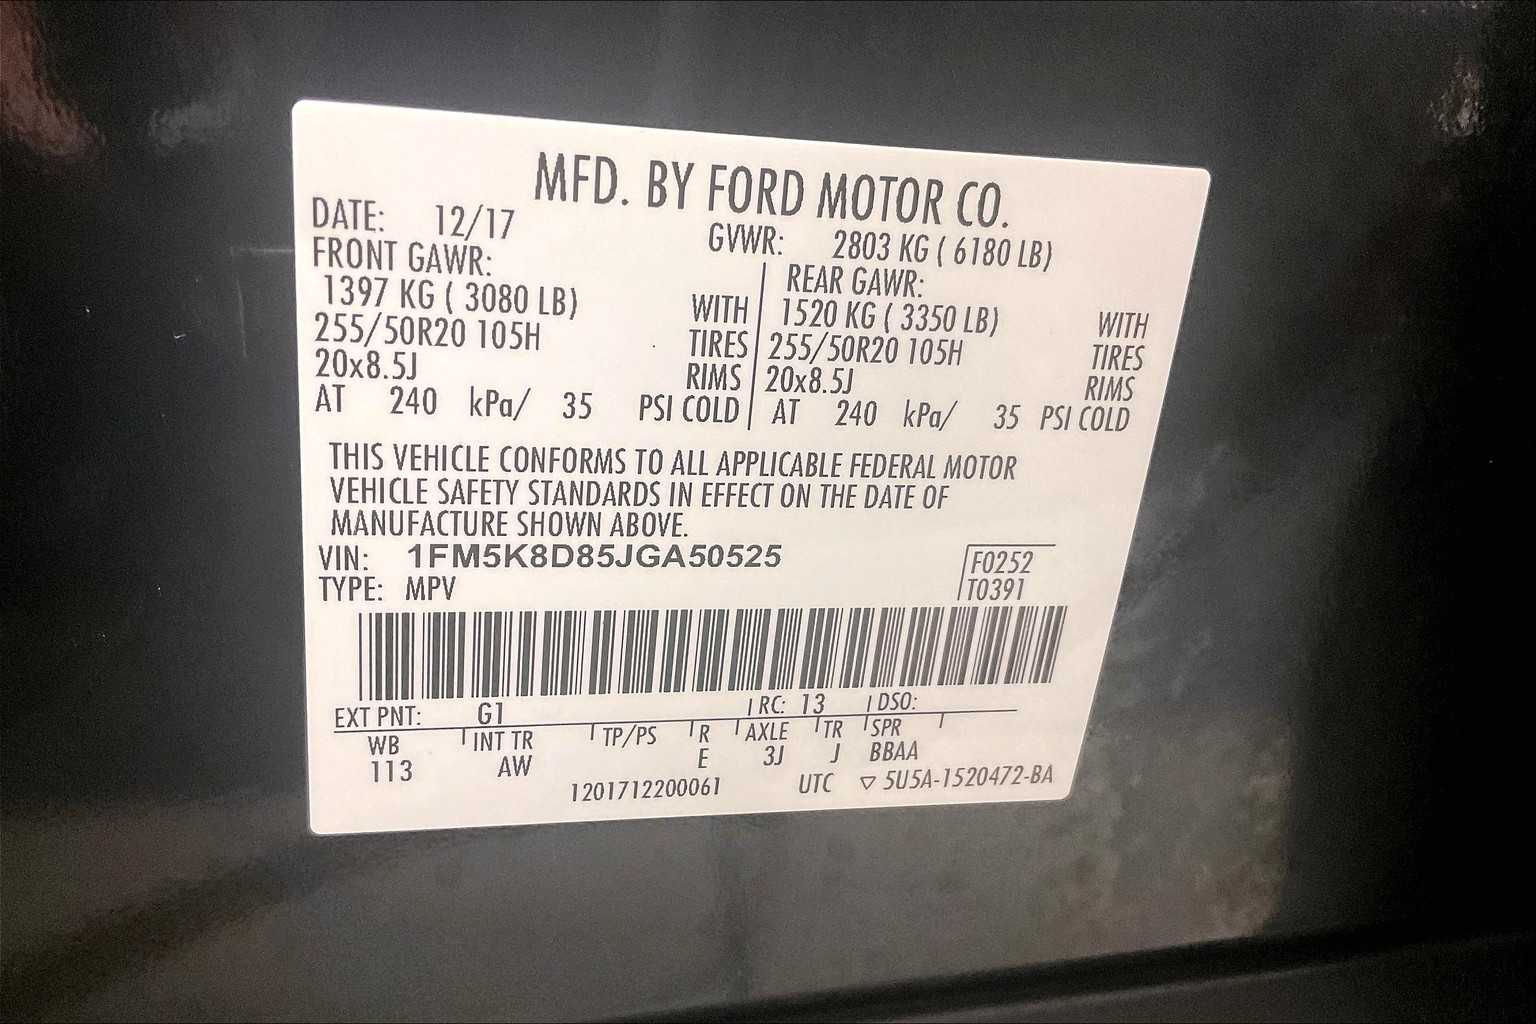 MFD. BY FORD MOTOR CO.
DATE: 12/17
GVWR: 2803 KG ( 6180 LB)
FRONT GAWR:
1397 KG ( 3080 LB) WITH
255/50R20 105H TIRES
20x8.5J RIMS
AT 240 kPa/ 35 PSI COLD
REAR GAWR:
1520 KG ( 3350 LB) WITH
255/50R20 105H TIRES
20x8.5J RIMS
AT 240 kPa/ 35 PSI COLD
THIS VEHICLE CONFORMS TO ALL APPLICABLE FEDERAL MOTOR
VEHICLE SAFETY STANDARDS IN EFFECT ON THE DATE OF
MANUFACTURE SHOWN ABOVE.
VIN: 1FM5K8D85JGA50525
TYPE: MPV
F0252
T0391
EXT PNT: G1 RC: 13 DSO:
WB INT TR TP/PS R AXLE TR SPR
113 AW E 3J J BBAA
1201712200061 UTC ▽ 5U5A-1520472-BA